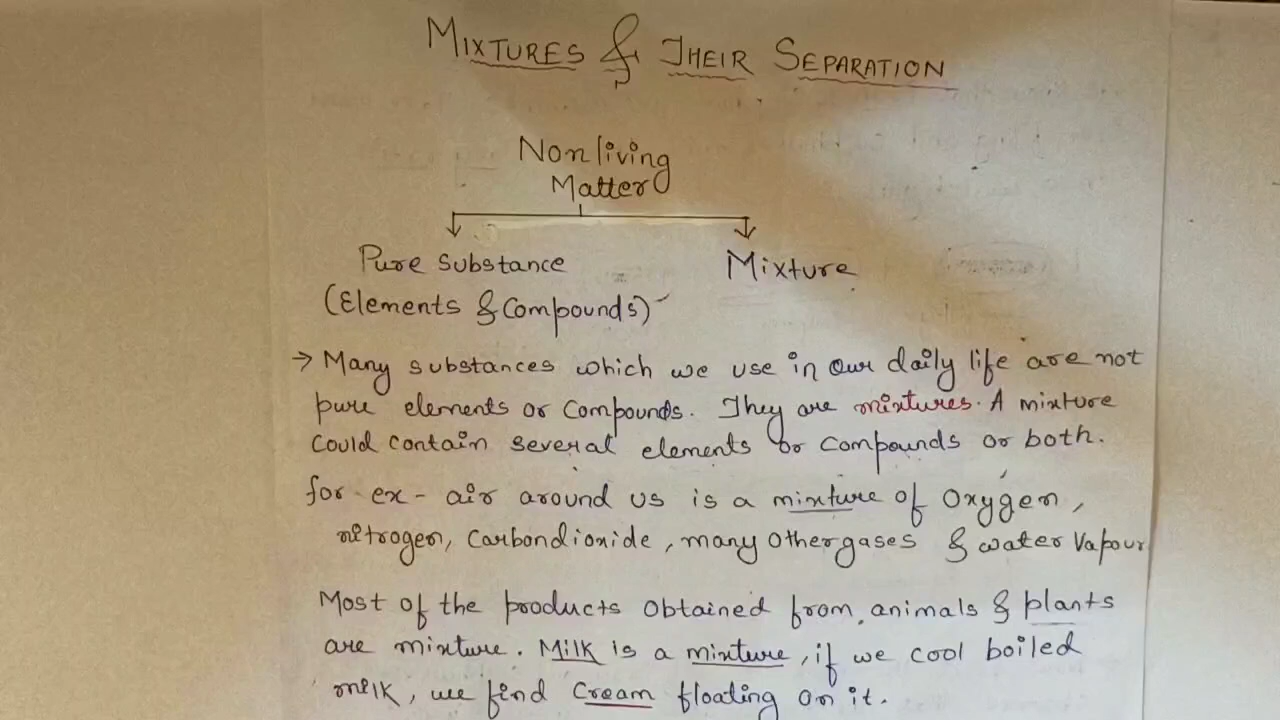 MIXTURES & THEIR SEPARATION
Non living
Matter
Pure Substance
Mixture
(Elements & Compounds)
→ Many substances which we use in our daily life are not
pure elements or compounds. They are mixtures. A mixture
could contain several elements or compounds or both.
for ex- air around us is a mixture of Oxygen,
nitrogen, Carbondioxide, many other gases & water Vapour
Most of the products obtained from animals & plants
are mixture. Milk is a mixture, if we cool boiled
milk, we find cream floating on it.